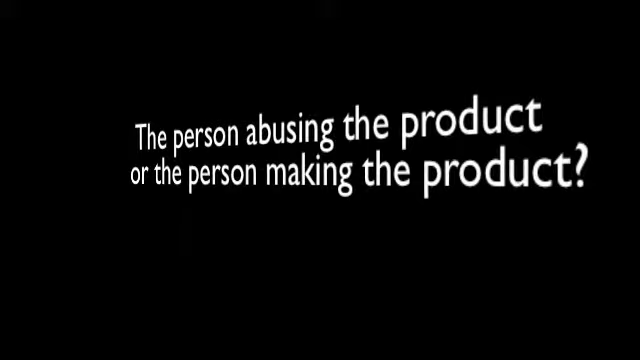 The person abusing the product
or the person making the product?